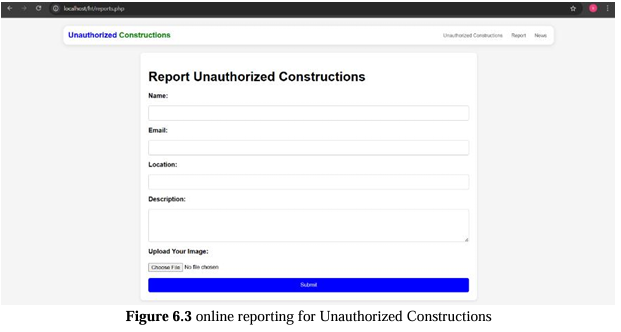 localhost/fri/reports.php
Unauthorized Constructions
Unauthorized Constructions Report News
Report Unauthorized Constructions
Name:
Email:
Location:
Description:
Upload Your Image:
Choose File No file chosen
Submit
Figure 6.3 online reporting for Unauthorized Constructions